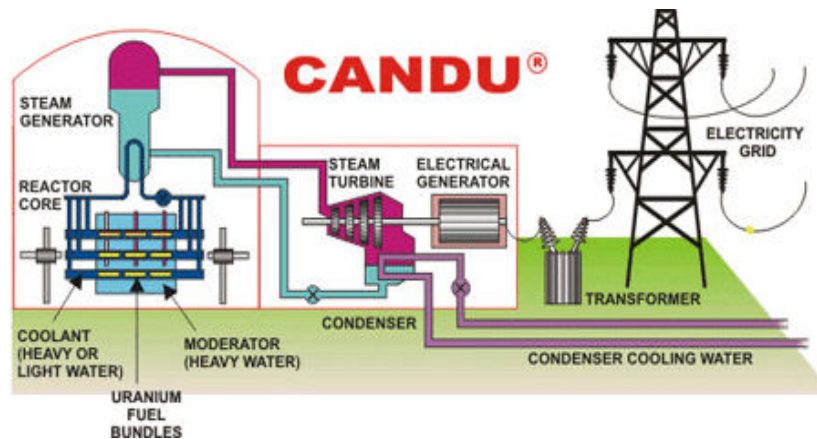 CANDU®
STEAM
GENERATOR
REACTOR
CORE
STEAM
TURBINE
ELECTRICAL
GENERATOR
ELECTRICITY
GRID
TRANSFORMER
CONDENSER
CONDENSER COOLING WATER
COOLANT
(HEAVY OR
LIGHT WATER)
MODERATOR
(HEAVY WATER)
URANIUM
FUEL
BUNDLES